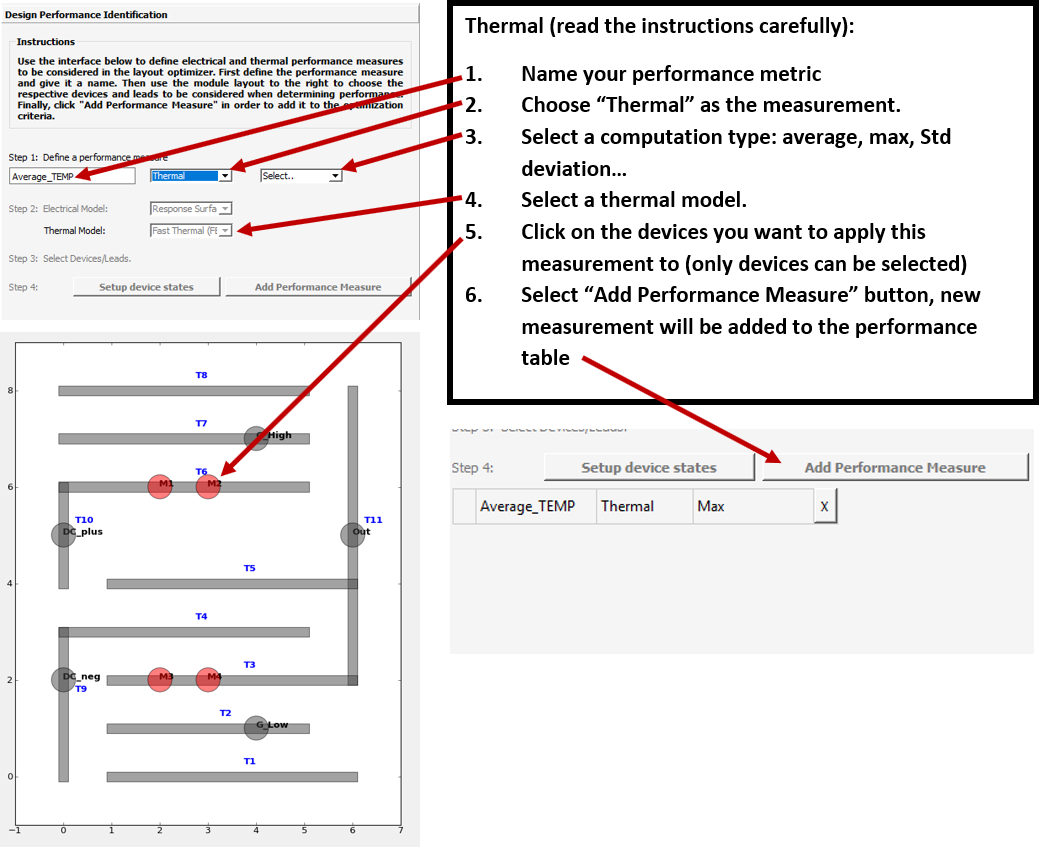 Design Performance Identification
Instructions
Use the interface below to define electrical and thermal performance measures
to be considered in the layout optimizer. First define the performance measure
and give it a name. Then use the module layout to the right to choose the
respective devices and leads to be considered when determining performance.
Finally, click "Add Performance Measure" in order to add it to the optimization
criteria.
Step 1: Define a performance measure
Average_TEMP
Thermal
Select..
Step 2: Electrical Model:
Response Surfa
Thermal Model:
Fast Thermal (FE
Step 3: Select Devices/Leads.
Step 4:
Setup device states
Add Performance Measure
Thermal (read the instructions carefully):
1. Name your performance metric
2. Choose “Thermal” as the measurement.
3. Select a computation type: average, max, Std
deviation…
4. Select a thermal model.
5. Click on the devices you want to apply this
measurement to (only devices can be selected)
6. Select “Add Performance Measure” button, new
measurement will be added to the performance
table
T8
8
T7
G_High
T6
6
M1
M2
T10
DC_plus
T11
Out
T5
4
T4
T3
2
DC_neg
M3
M4
T9
T2
G_Low
T1
0
−1 0 1 2 3 4 5 6 7
Step 3: Select Devices/Leads.
Step 4:
Setup device states
Add Performance Measure
Average_TEMP Thermal Max X